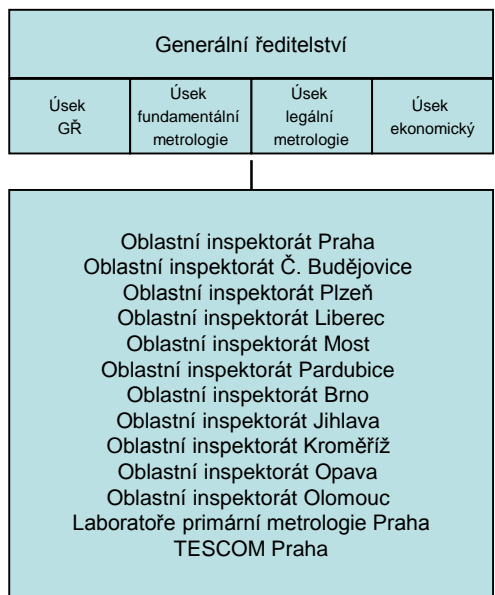 Generální ředitelství
Úsek
GŘ
Úsek
fundamentální
metrologie
Úsek
legální
metrologie
Úsek
ekonomický
Oblastní inspektorát Praha
Oblastní inspektorát Č. Budějovice
Oblastní inspektorát Plzeň
Oblastní inspektorát Liberec
Oblastní inspektorát Most
Oblastní inspektorát Pardubice
Oblastní inspektorát Brno
Oblastní inspektorát Jihlava
Oblastní inspektorát Kroměříž
Oblastní inspektorát Opava
Oblastní inspektorát Olomouc
Laboratoře primární metrologie Praha
TESCOM Praha